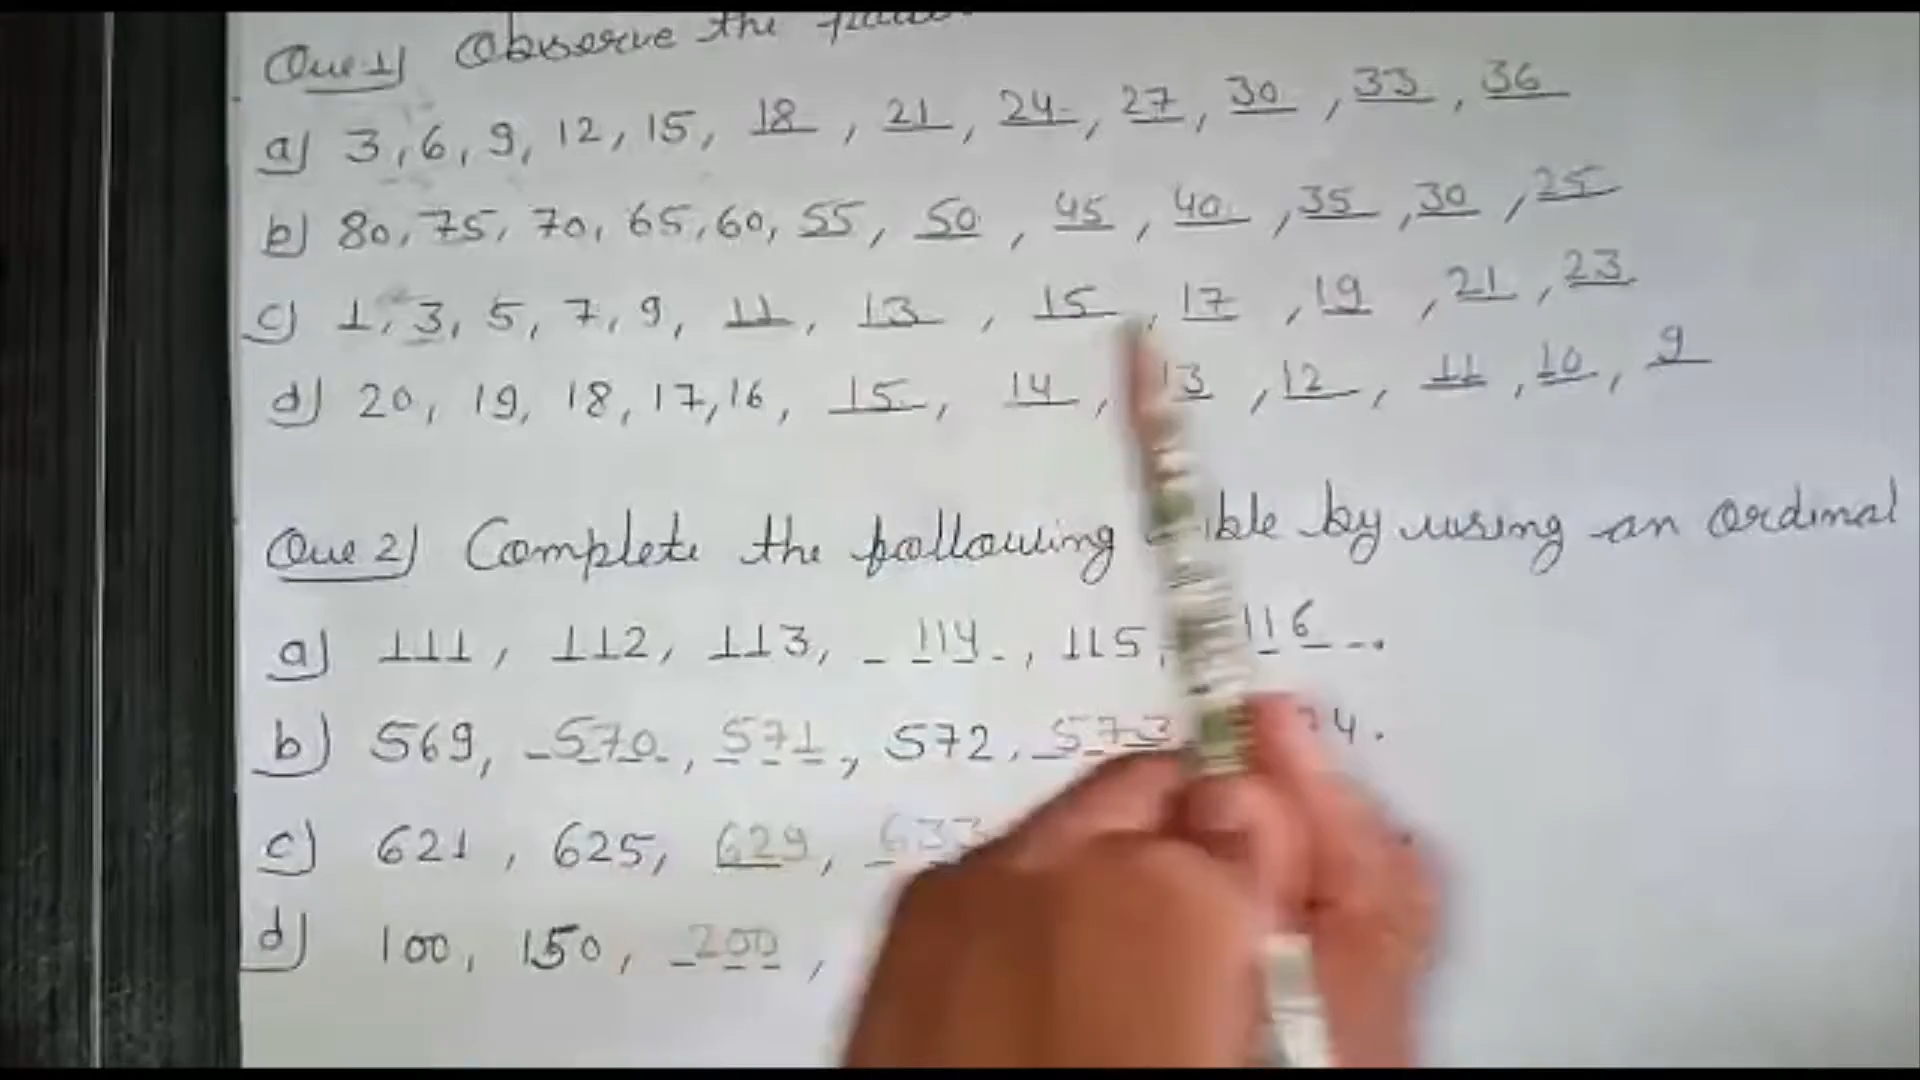 Que 1) Observe the
a) 3, 6, 9, 12, 15, 18, 21, 24, 27, 30, 33, 36
b) 80, 75, 70, 65, 60, 55, 50, 45, 40, 35, 30, 25
c) 1, 3, 5, 7, 9, 11, 13, 15, 17, 19, 21, 23
d) 20, 19, 18, 17, 16, 15, 14, 13, 12, 11, 10, 9
Que 2) Complete the following by using an ordinal
a) 111, 112, 113, 114, 115, 116.
b) 569, 570, 571, 572, 573 4.
c) 621, 625, 629, 633
d) 100, 150, 200,